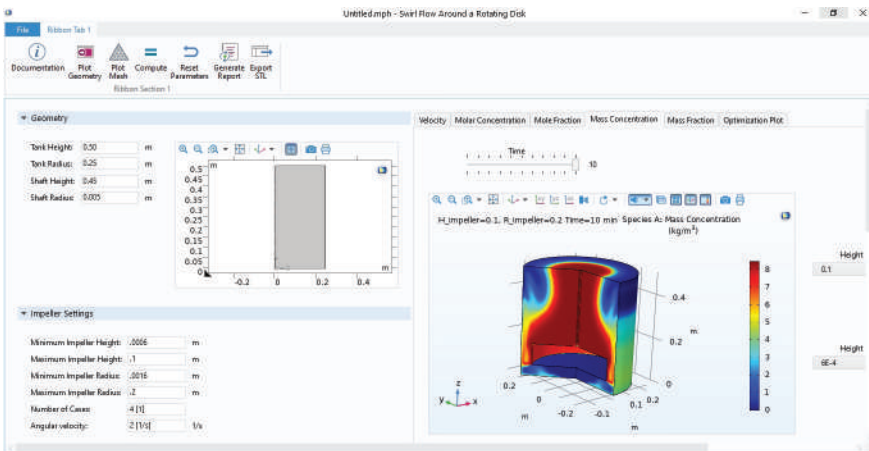 Untitled.mph - Swirl Flow Around a Rotating Disk
File Ribbon Tab 1
Documentation Plot Geometry Plot Mesh Compute Reset Parameters Generate Report Export STL
Ribbon Section 1
Geometry
Tank Height: 0.50 m
Tank Radius: 0.25 m
Shaft Height: 0.45 m
Shaft Radius: 0.005 m
m
0.5
0.45
0.4
0.35
0.3
0.25
0.2
0.15
0.1
0.05
0
-0.2 0 0.2 0.4
m
Impeller Settings
Minimum Impeller Height: .0006 m
Maximum Impeller Height: .1 m
Minimum Impeller Radius: .0016 m
Maximum Impeller Radius: .2 m
Number of Cases: 4 [1]
Angular velocity: 2 [1/s] 1/s
Velocity Molar Concentration Mole Fraction Mass Concentration Mass Fraction Optimization Plot
Time
10
H_impeller=0.1, R_impeller=0.2 Time=10 min Species A: Mass Concentration
(kg/m³)
8
7
6
5
4
3
2
1
0
0.4
0.2
m
0
0.2
0
-0.2
m
-0.1
0.1
0.2
m
z
y x
Height
0.1
Height
6E-4